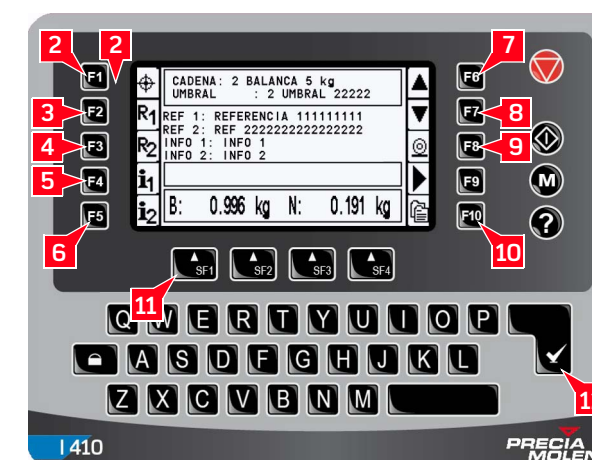 2 2 7
F1 CADENA: 2 BALANCA 5 kg F6
UMBRAL : 2 UMBRAL 22222
3 F2 R1 REF 1: REFERENCIA 111111111 F7 8
REF 2: REF 2222222222222222
4 F3 R2 INFO 1: INFO 1 F8 9
INFO 2: INFO 2
5 F4 i1 F9 M
F5 i2 B: 0.996 kg N: 0.191 kg F10 ?
6 10
SF1 SF2 SF3 SF4
11
Q W E R T Y U I O P
A S D F G H J K L
Z X C V B N M
I 410
PRECIA
MOLEN